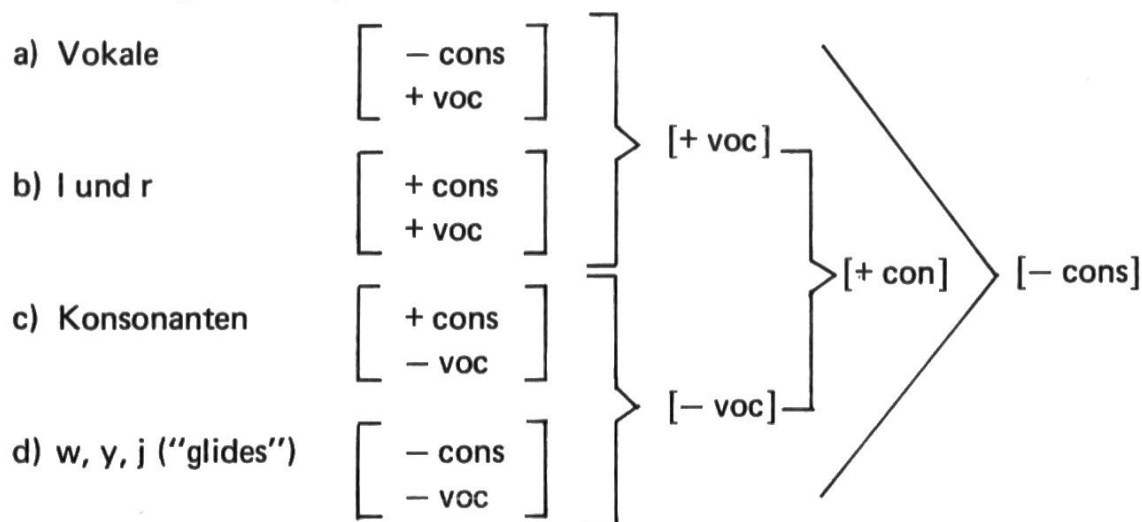 a) Vokale
− cons
+ voc
[+ voc]
b) l und r
+ cons
+ voc
[+ con]
[− cons]
c) Konsonanten
+ cons
− voc
[− voc]
d) w, y, j (“glides”)
− cons
− voc